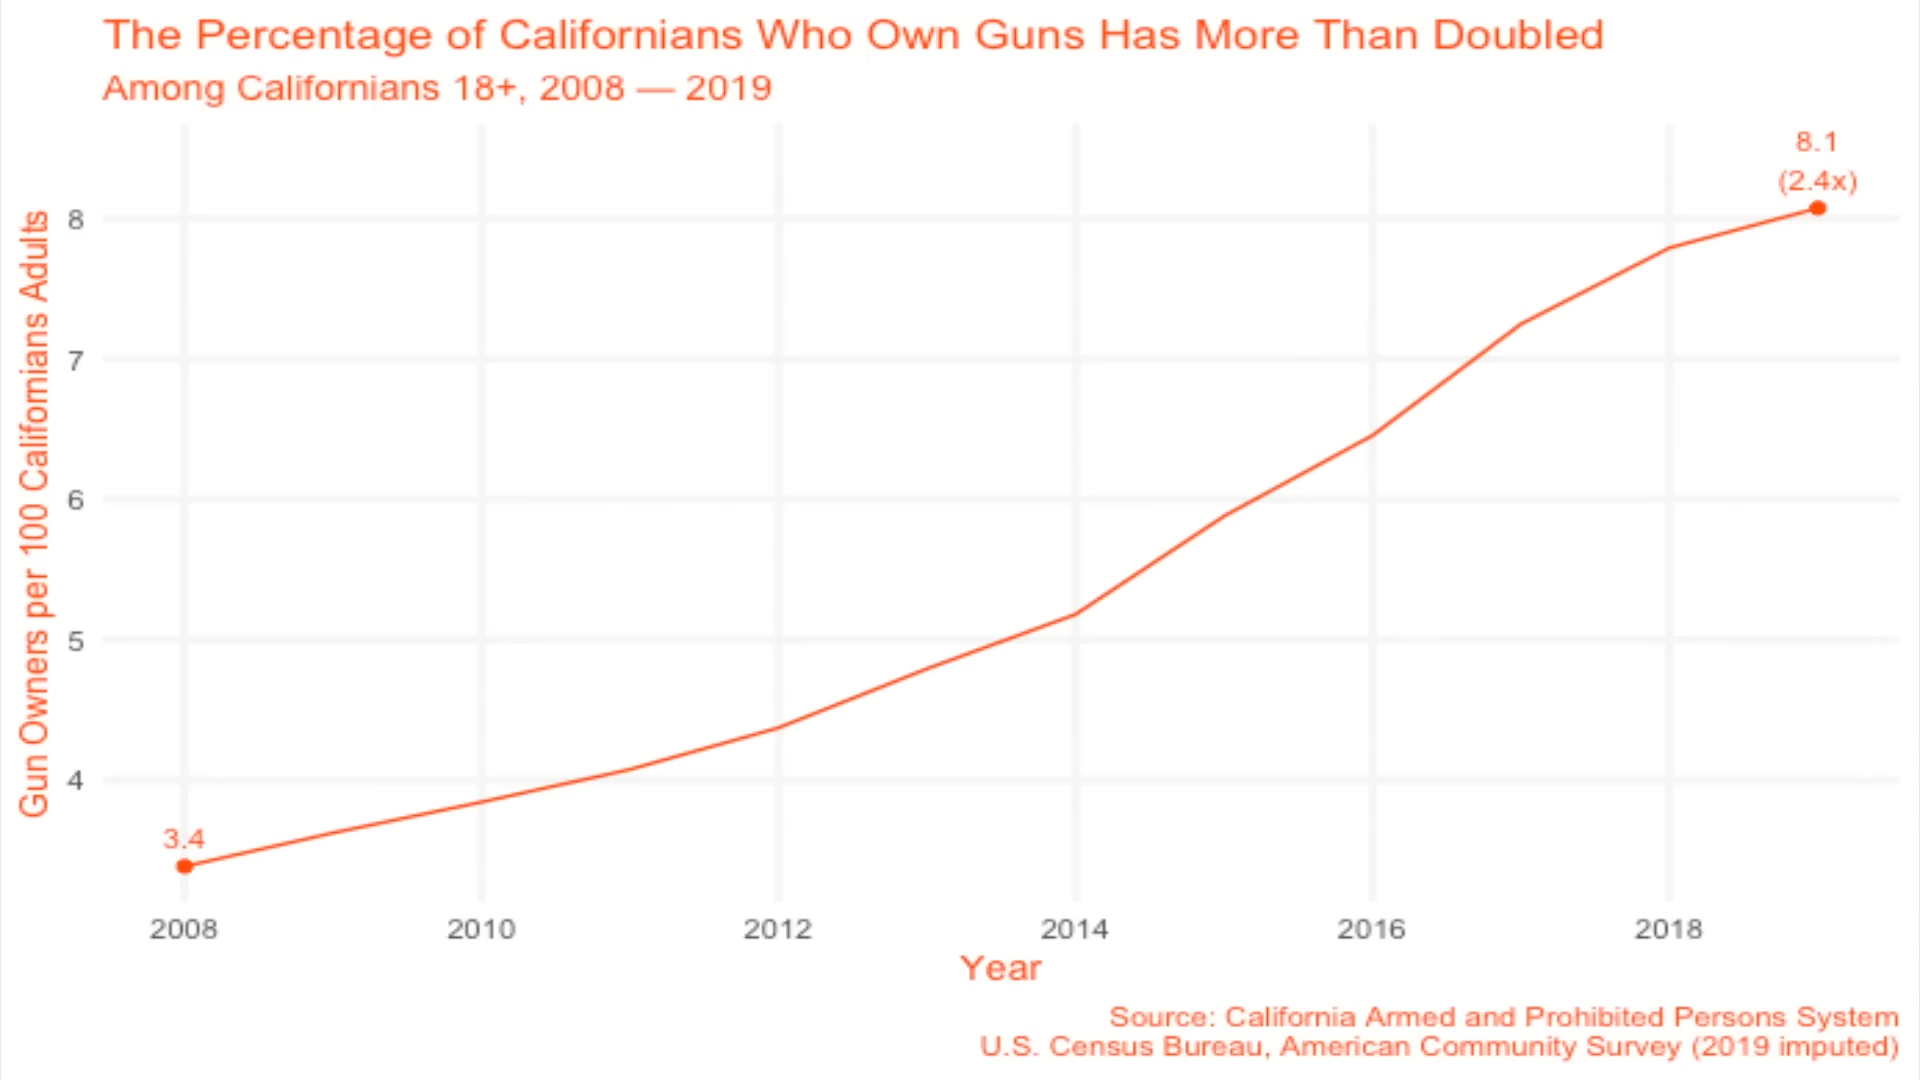 The Percentage of Californians Who Own Guns Has More Than Doubled
Among Californians 18+, 2008 — 2019
8.1
(2.4x)
Gun Owners per 100 Californians Adults
8
7
6
5
4
3.4
2008 2010 2012 2014 2016 2018
Year
Source: California Armed and Prohibited Persons System
U.S. Census Bureau, American Community Survey (2019 imputed)